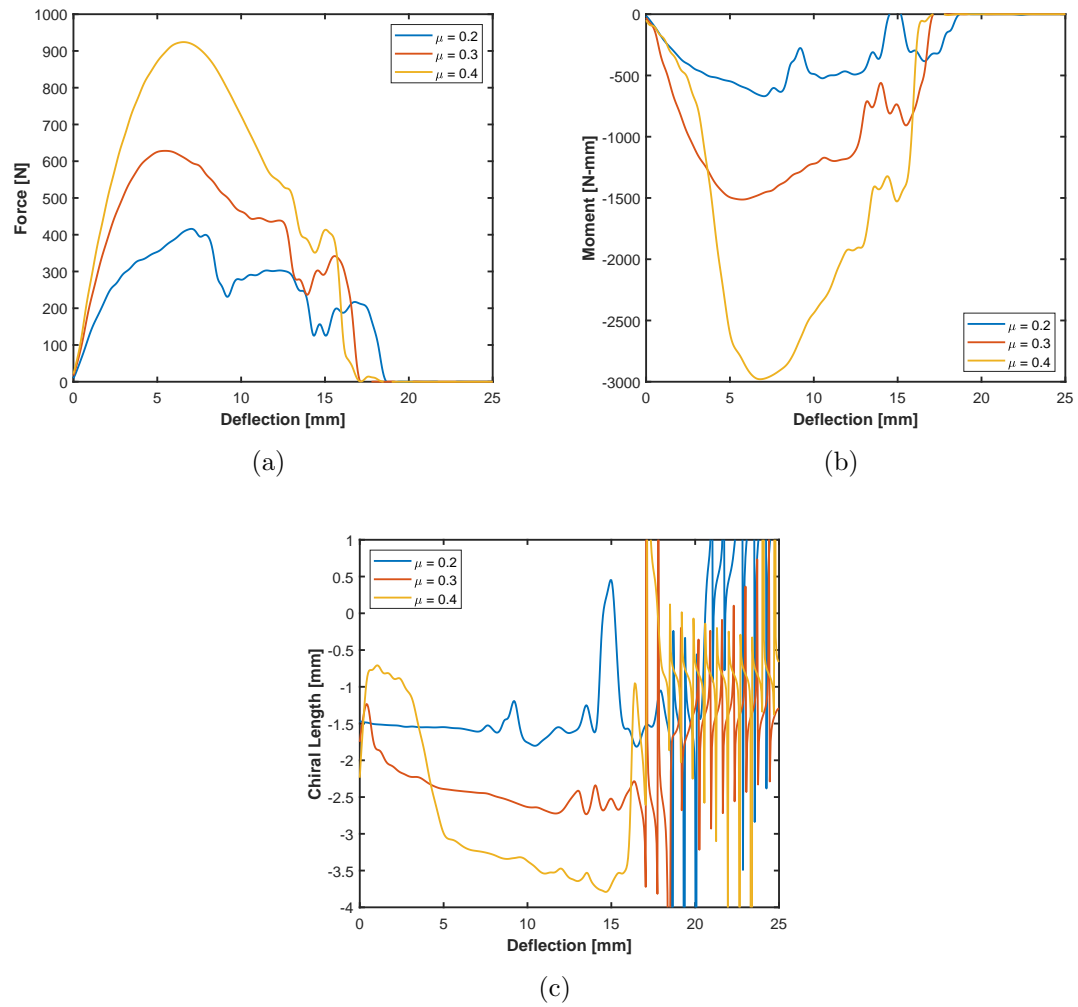 1000
900
800
700
600
500
400
300
200
100
0
0 5 10 15 20 25
Force [N]
Deflection [mm]
μ = 0.2
μ = 0.3
μ = 0.4
(a)
0
-500
-1000
-1500
-2000
-2500
-3000
0 5 10 15 20 25
Moment [N-mm]
Deflection [mm]
μ = 0.2
μ = 0.3
μ = 0.4
(b)
1
0.5
0
-0.5
-1
-1.5
-2
-2.5
-3
-3.5
-4
0 5 10 15 20 25
Chiral Length [mm]
Deflection [mm]
μ = 0.2
μ = 0.3
μ = 0.4
(c)